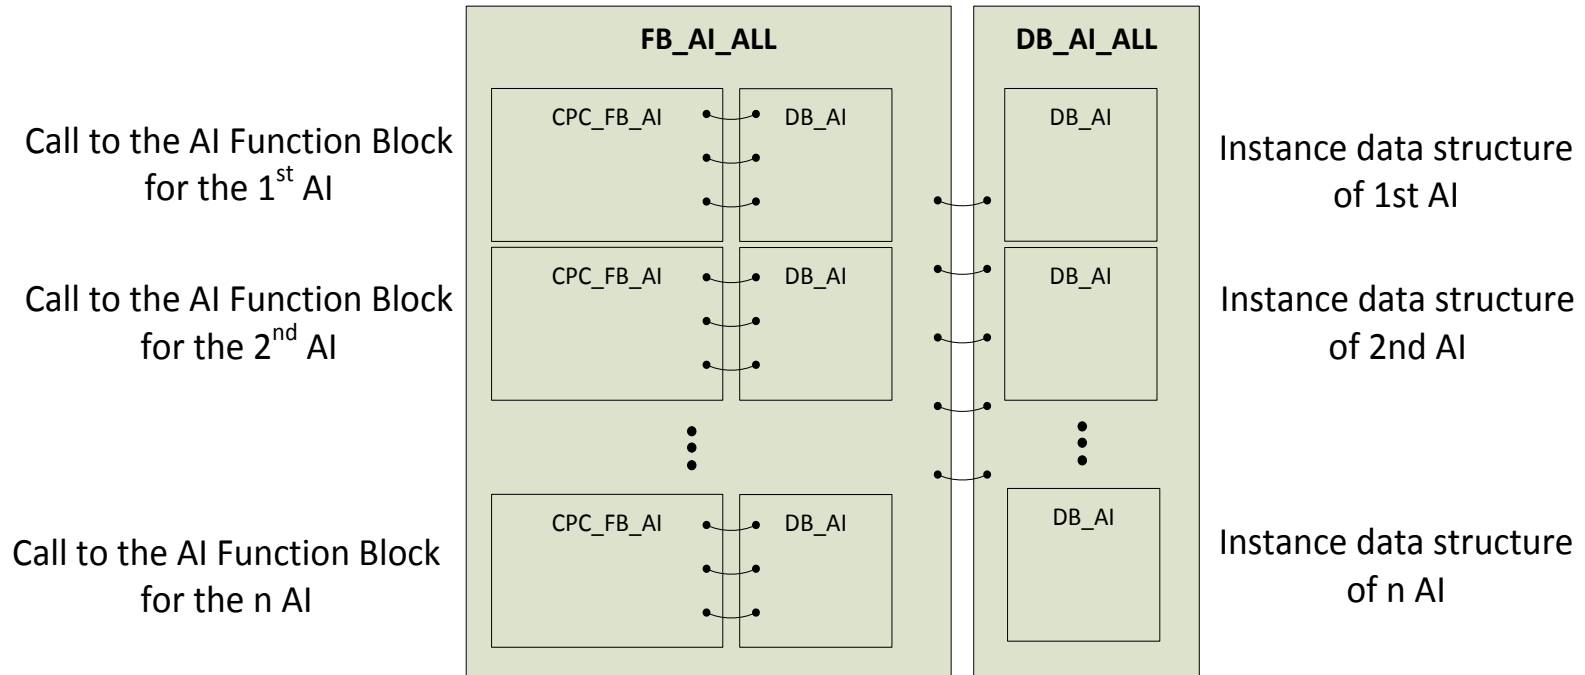 FB_AI_ALL
DB_AI_ALL
Call to the AI Function Block
for the 1st AI
CPC_FB_AI
DB_AI
DB_AI
Instance data structure
of 1st AI
Call to the AI Function Block
for the 2nd AI
CPC_FB_AI
DB_AI
DB_AI
Instance data structure
of 2nd AI
Call to the AI Function Block
for the n AI
CPC_FB_AI
DB_AI
DB_AI
Instance data structure
of n AI